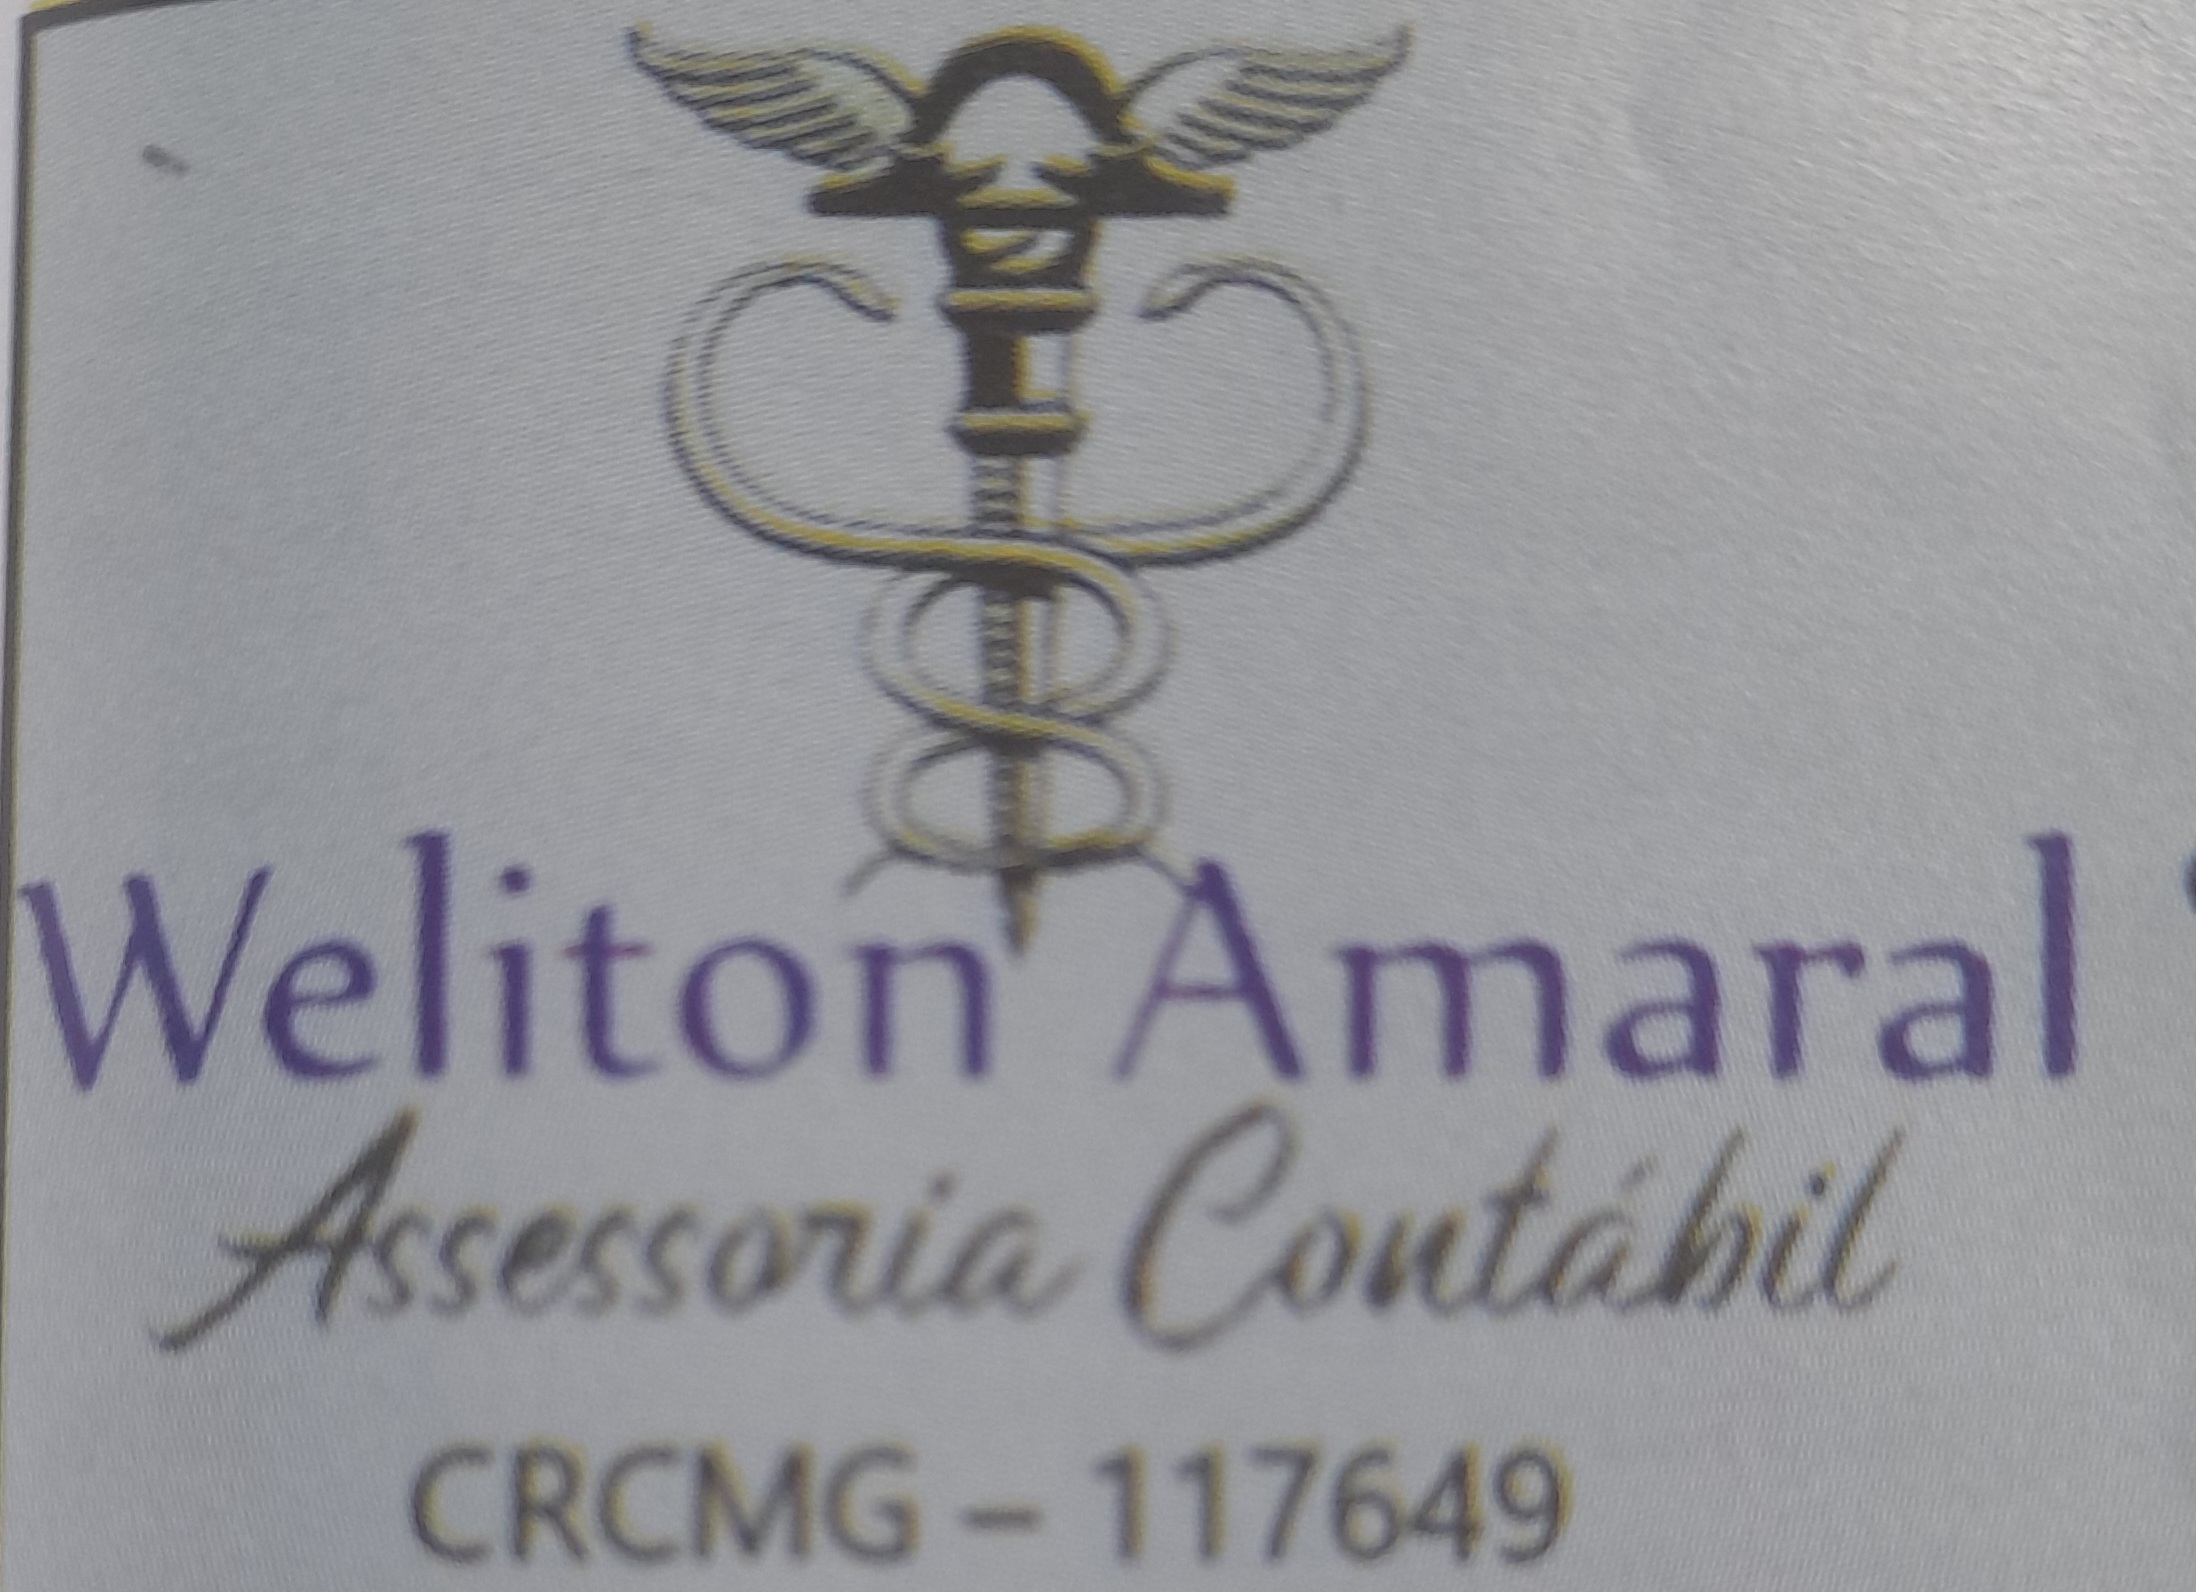 Weliton Amaral
Assessoria Contábil
CRCMG – 117649